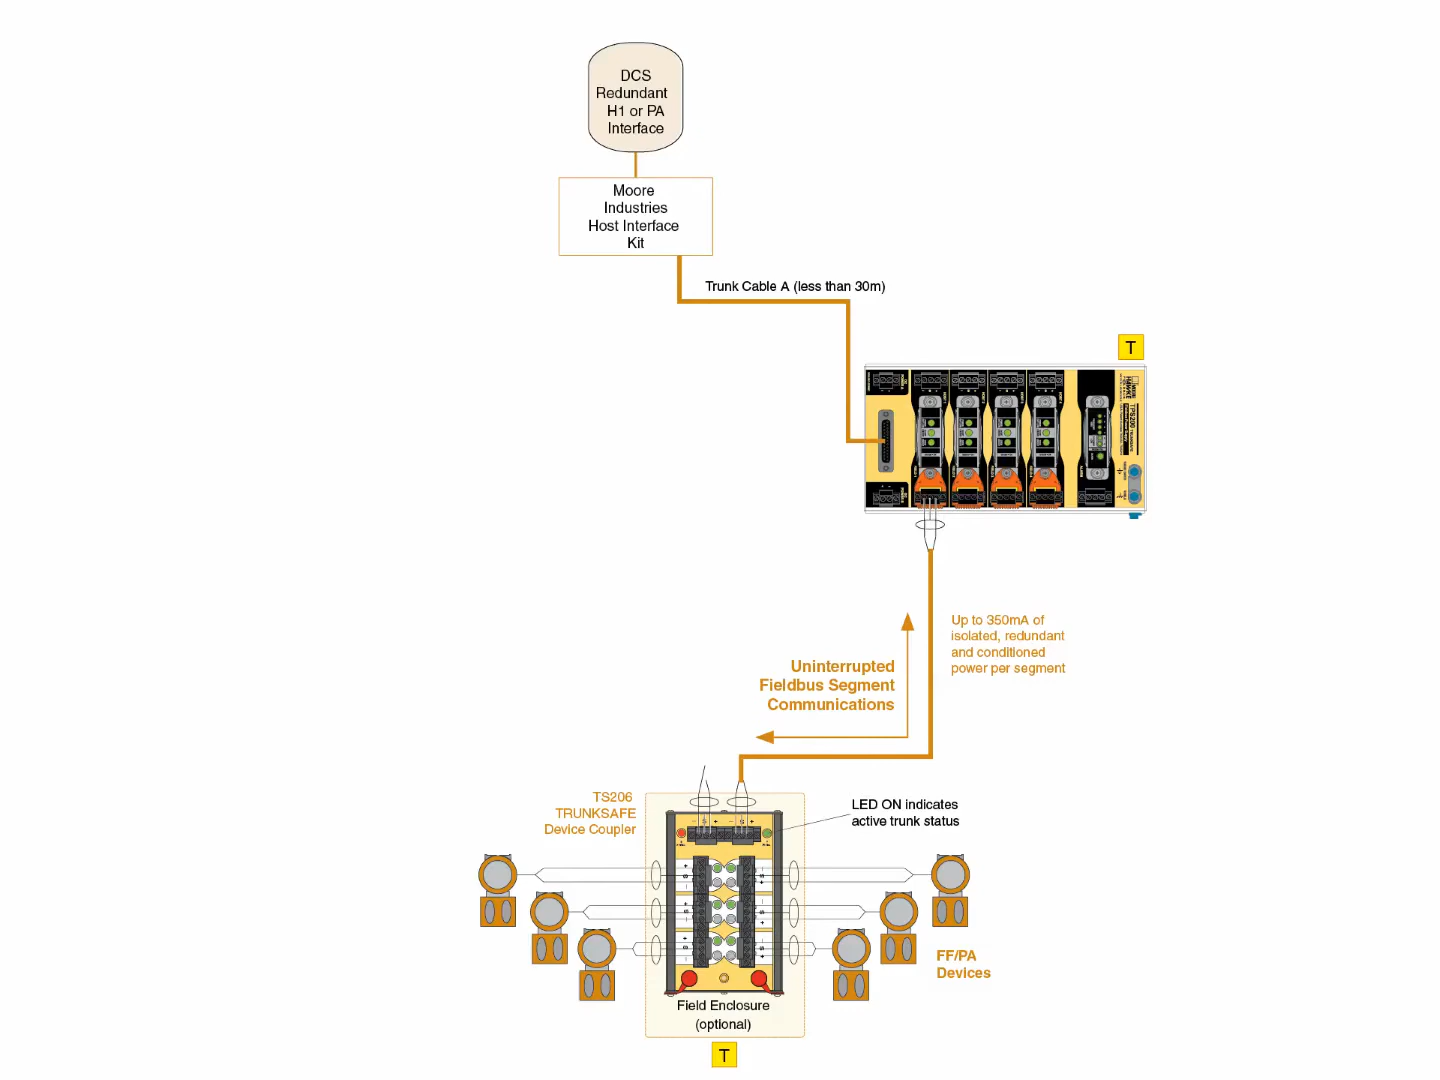 DCS
Redundant
H1 or PA
Interface
Moore
Industries
Host Interface
Kit
Trunk Cable A (less than 30m)
T
TPS200
Up to 350mA of
isolated, redundant
and conditioned
power per segment
Uninterrupted
Fieldbus Segment
Communications
TS206
TRUNKSAFE
Device Coupler
LED ON indicates
active trunk status
- S + - S +
+ S -
- S +
+ S -
- S +
+ S -
- S +
FF/PA
Devices
Field Enclosure
(optional)
T